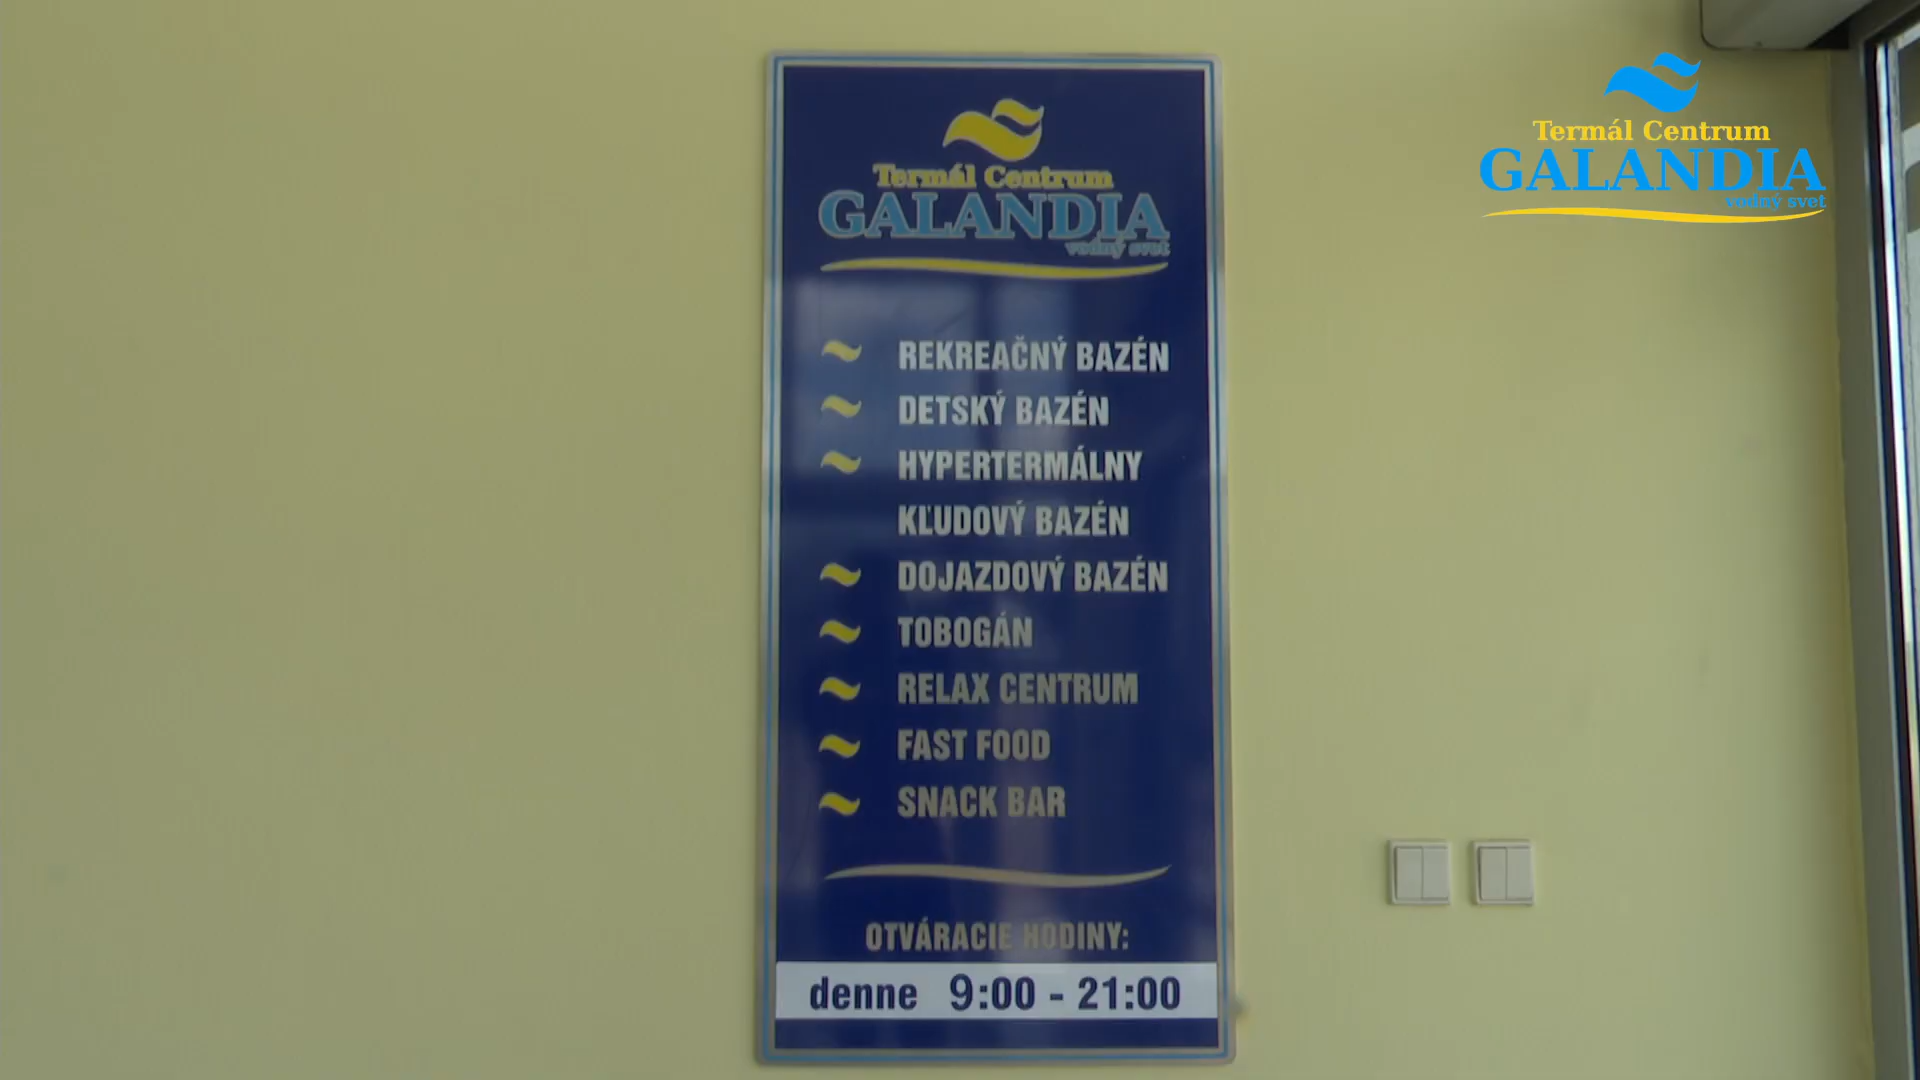 Termál Centrum
GALANDIA
vodný svet
REKREAČNÝ BAZÉN
DETSKÝ BAZÉN
HYPERTERMÁLNY
KĽUDOVÝ BAZÉN
DOJAZDOVÝ BAZÉN
TOBOGÁN
RELAX CENTRUM
FAST FOOD
SNACK BAR
OTVÁRACIE HODINY:
denne 9:00 - 21:00
Termál Centrum
GALANDIA
vodný svet